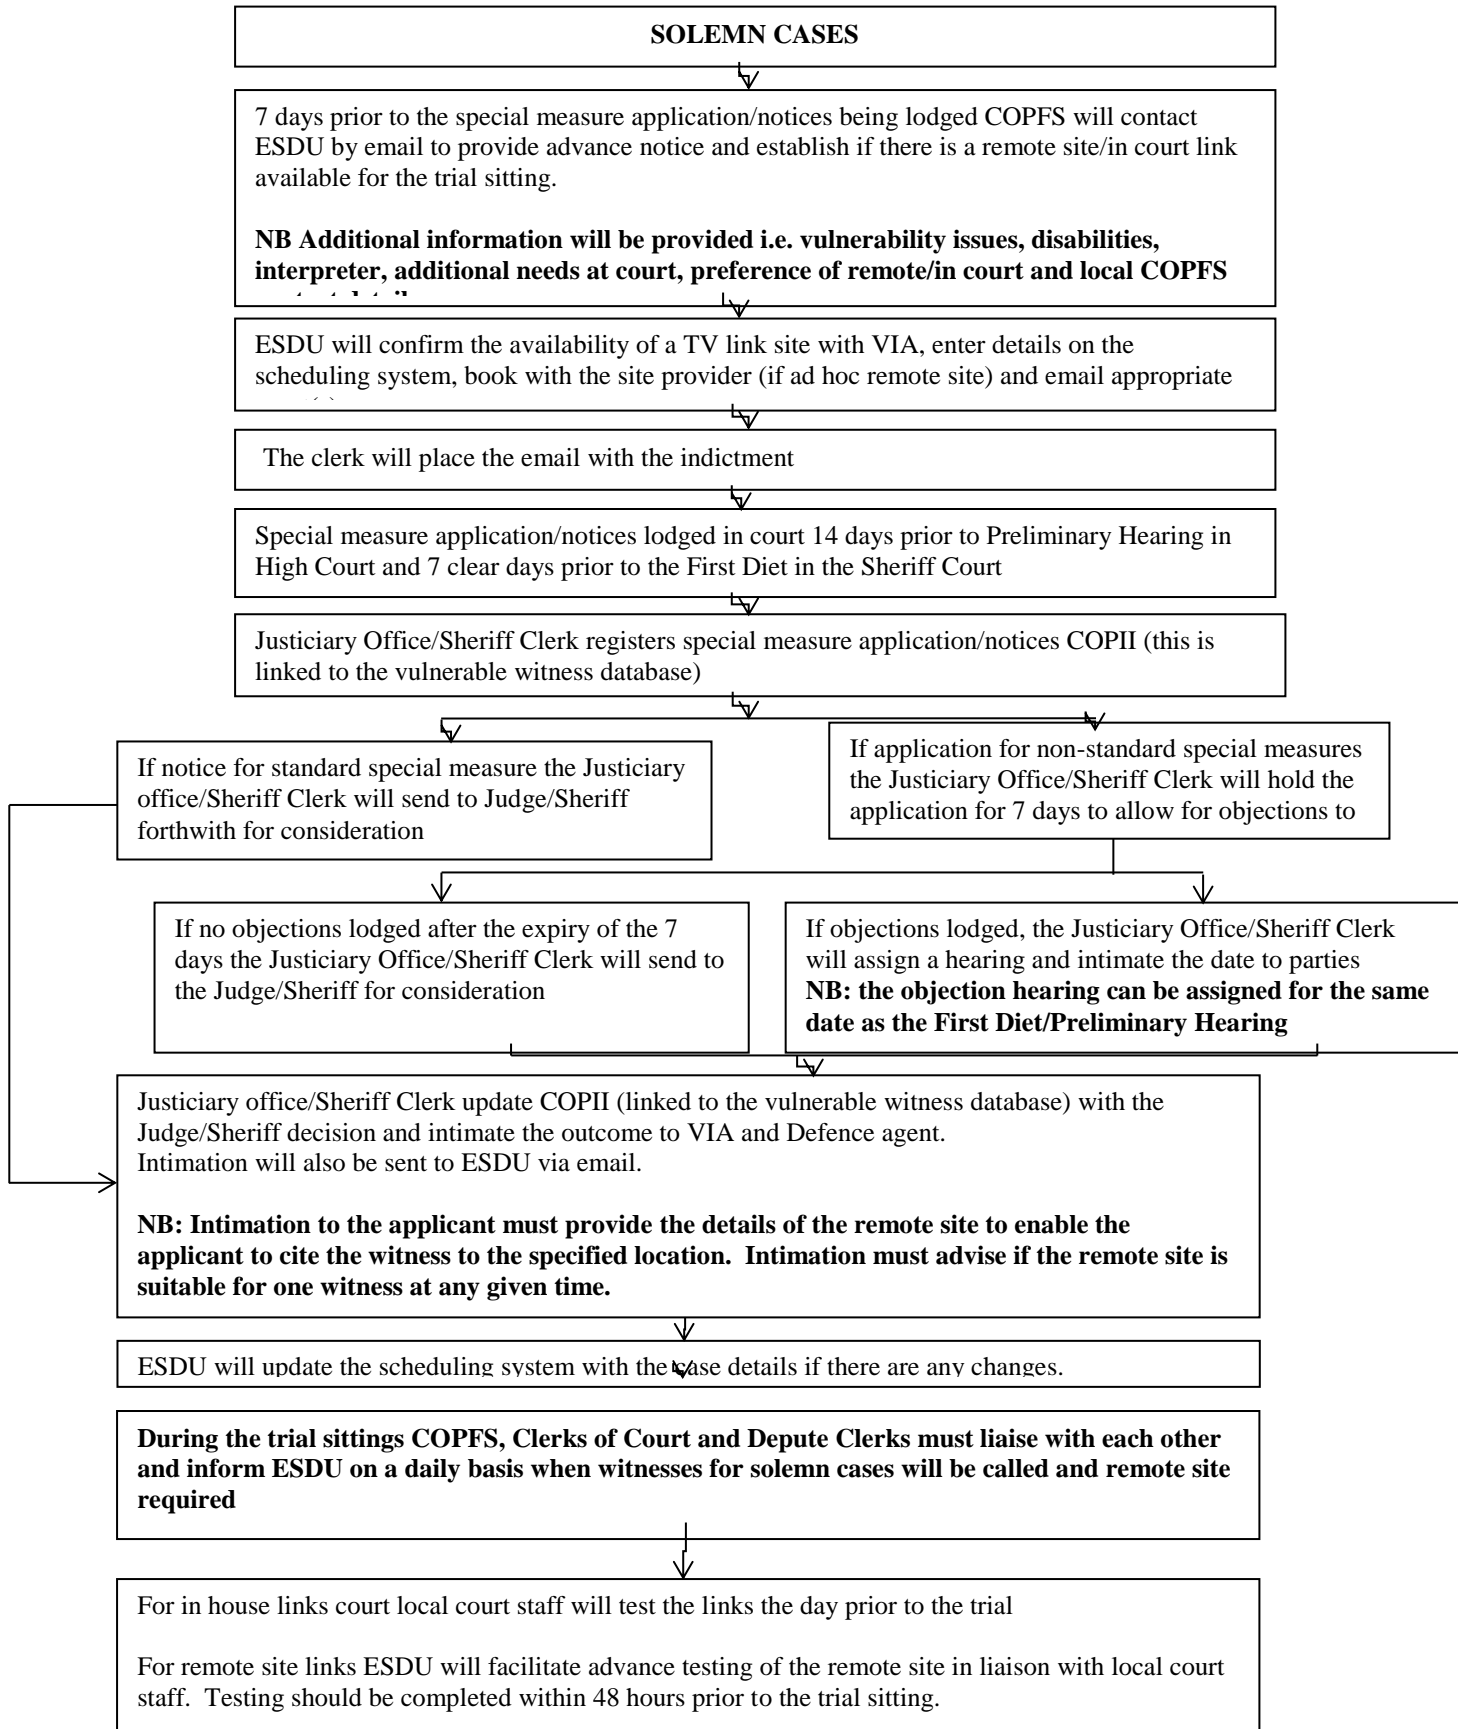 SOLEMN CASES
7 days prior to the special measure application/notices being lodged COPFS will contact
ESDU by email to provide advance notice and establish if there is a remote site/in court link
available for the trial sitting.
NB Additional information will be provided i.e. vulnerability issues, disabilities,
interpreter, additional needs at court, preference of remote/in court and local COPFS
ESDU will confirm the availability of a TV link site with VIA, enter details on the
scheduling system, book with the site provider (if ad hoc remote site) and email appropriate
The clerk will place the email with the indictment
Special measure application/notices lodged in court 14 days prior to Preliminary Hearing in
High Court and 7 clear days prior to the First Diet in the Sheriff Court
Justiciary Office/Sheriff Clerk registers special measure application/notices COPII (this is
linked to the vulnerable witness database)
If notice for standard special measure the Justiciary
office/Sheriff Clerk will send to Judge/Sheriff
forthwith for consideration
If application for non-standard special measures
the Justiciary Office/Sheriff Clerk will hold the
application for 7 days to allow for objections to
If no objections lodged after the expiry of the 7
days the Justiciary Office/Sheriff Clerk will send to
the Judge/Sheriff for consideration
If objections lodged, the Justiciary Office/Sheriff Clerk
will assign a hearing and intimate the date to parties
NB: the objection hearing can be assigned for the same
date as the First Diet/Preliminary Hearing
Justiciary office/Sheriff Clerk update COPII (linked to the vulnerable witness database) with the
Judge/Sheriff decision and intimate the outcome to VIA and Defence agent.
Intimation will also be sent to ESDU via email.
NB: Intimation to the applicant must provide the details of the remote site to enable the
applicant to cite the witness to the specified location.  Intimation must advise if the remote site is
suitable for one witness at any given time.
ESDU will update the scheduling system with the case details if there are any changes.
During the trial sittings COPFS, Clerks of Court and Depute Clerks must liaise with each other
and inform ESDU on a daily basis when witnesses for solemn cases will be called and remote site
required
For in house links court local court staff will test the links the day prior to the trial
For remote site links ESDU will facilitate advance testing of the remote site in liaison with local court
staff.  Testing should be completed within 48 hours prior to the trial sitting.